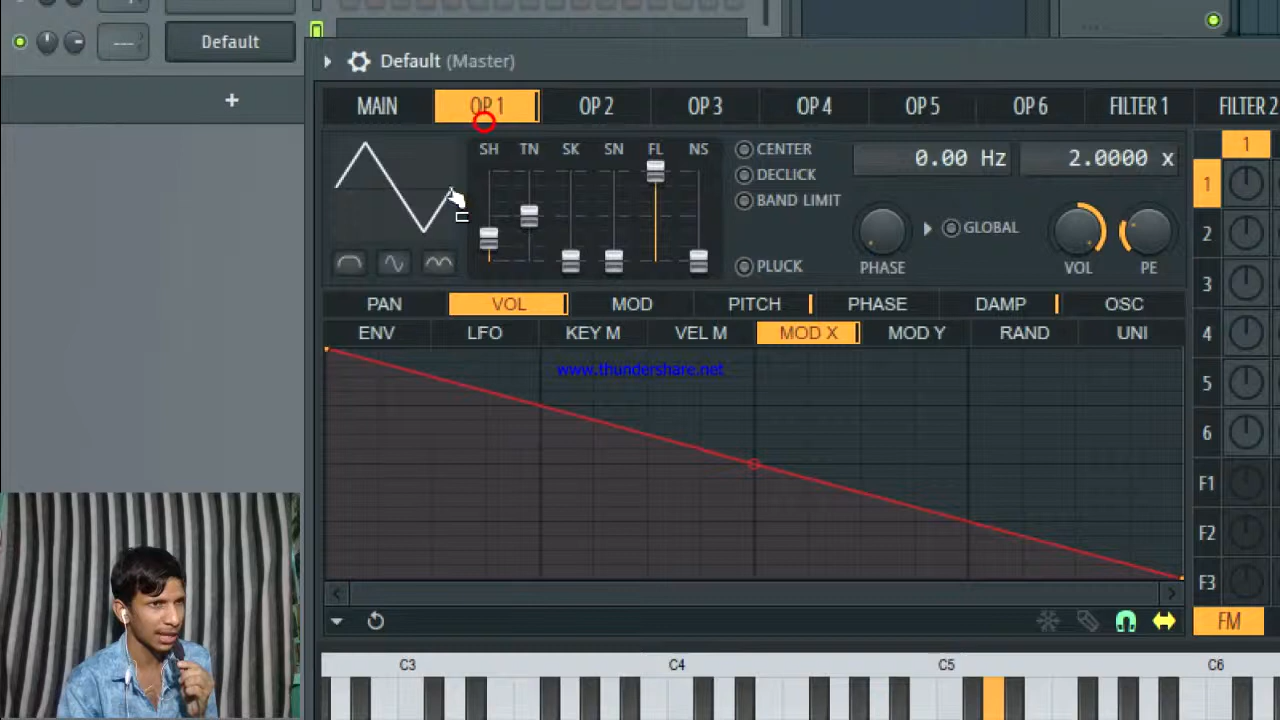 Default
Default (Master)
MAIN OP 1 OP 2 OP 3 OP 4 OP 5 OP 6 FILTER 1 FILTER 2
SH TN SK SN FL NS
CENTER
DECLICK
BAND LIMIT
PLUCK
0.00 Hz 2.0000 x
GLOBAL
PHASE VOL PE
PAN VOL MOD PITCH PHASE DAMP OSC
ENV LFO KEY M VEL M MOD X MOD Y RAND UNI
www.thundershare.net
1
1
2
3
4
5
6
F1
F2
F3
FM
C3 C4 C5 C6